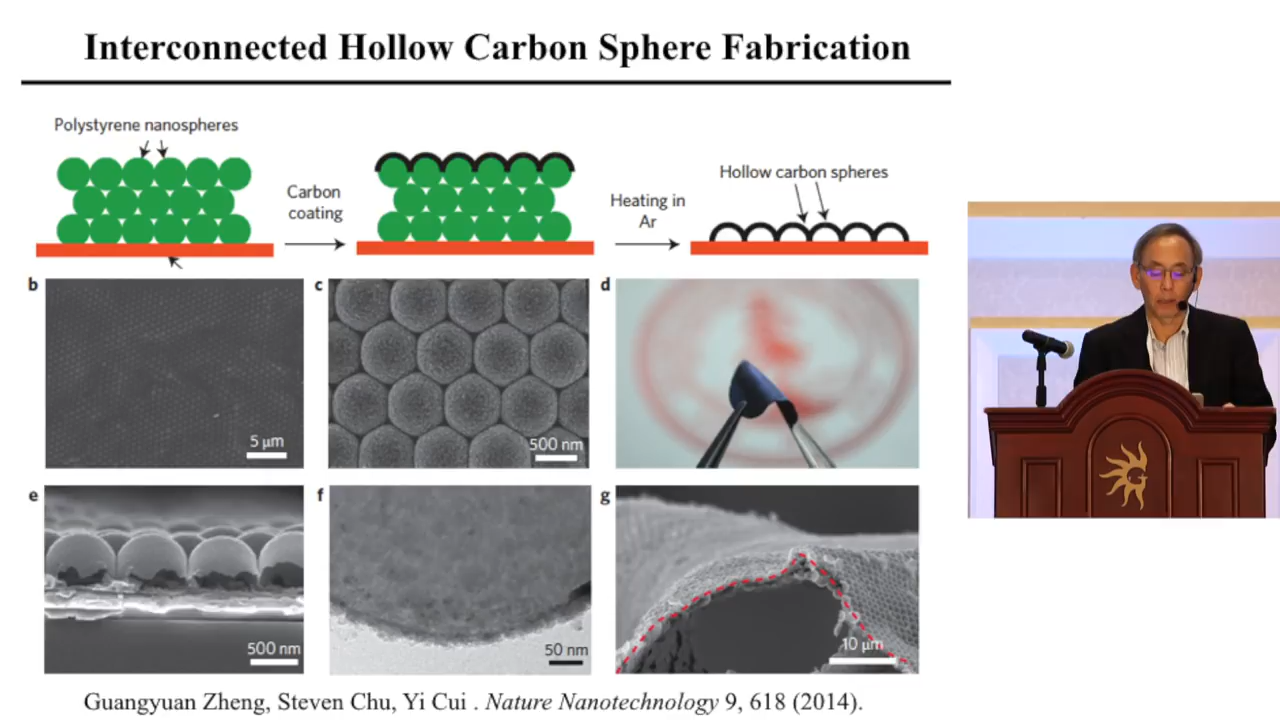 Interconnected Hollow Carbon Sphere Fabrication
Polystyrene nanospheres
Carbon
coating
Heating in
Ar
Hollow carbon spheres
b
5 μm
c
500 nm
d
e
500 nm
f
50 nm
g
10 μm
Guangyuan Zheng, Steven Chu, Yi Cui . Nature Nanotechnology 9, 618 (2014).